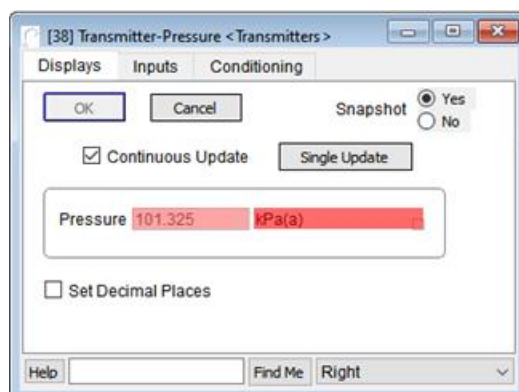 [38] Transmitter-Pressure <Transmitters>
Displays Inputs Conditioning
OK Cancel Snapshot Yes
No
Continuous Update Single Update
Pressure 101.325 kPa(a)
Set Decimal Places
Help Find Me Right